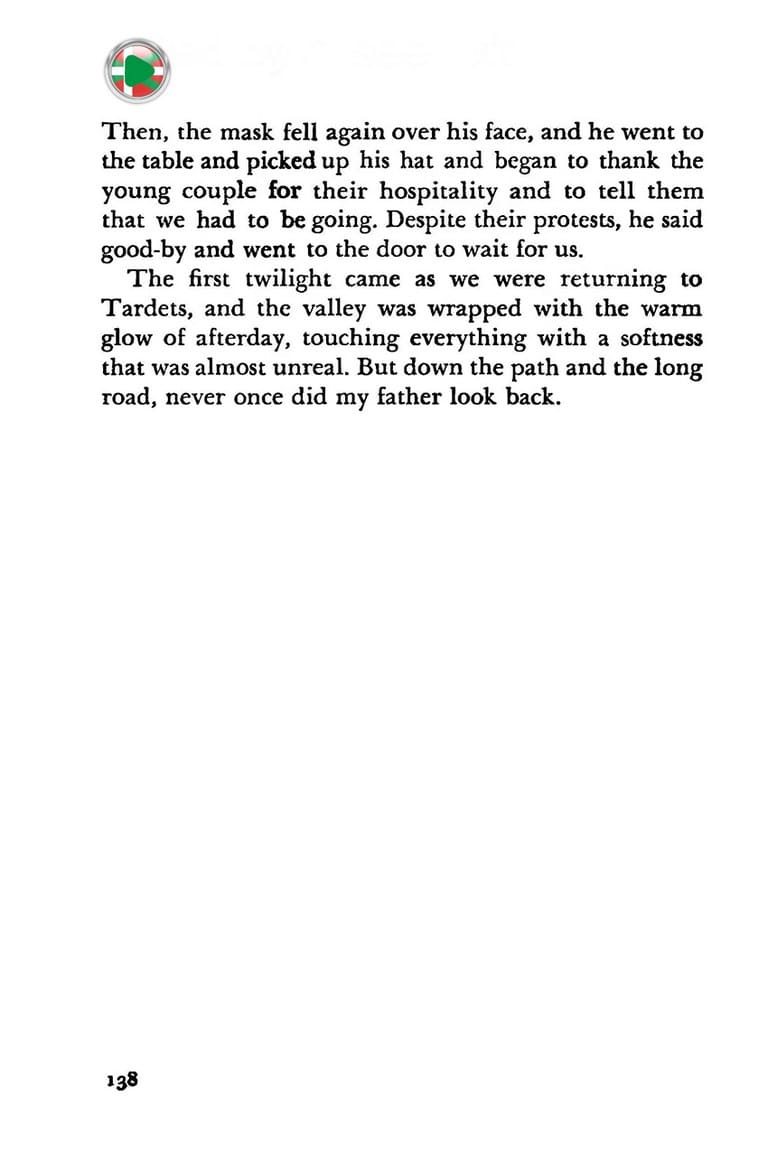 Then, the mask fell again over his face, and he went to
the table and picked up his hat and began to thank the
young couple for their hospitality and to tell them
that we had to be going. Despite their protests, he said
good-by and went to the door to wait for us.
The first twilight came as we were returning to
Tardets, and the valley was wrapped with the warm
glow of afterday, touching everything with a softness
that was almost unreal. But down the path and the long
road, never once did my father look back.
138